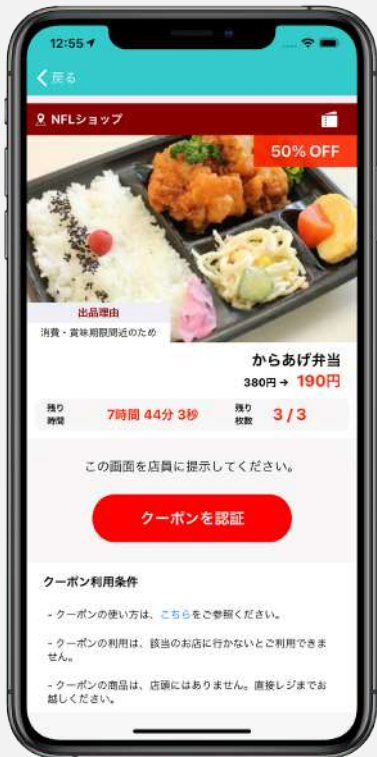 12:55
戻る
NFLショップ
50% OFF
出品理由
消費・賞味期限間近のため
からあげ弁当
380円 → 190円
残り
時間
7時間 44分 3秒
残り
枚数
3 / 3
この画面を店員に提示してください。
クーポンを認証
クーポン利用条件
- クーポンの使い方は、こちらをご参照ください。
- クーポンの利用は、該当のお店に行かないとご利用できま
せん。
- クーポンの商品は、店頭にはありません。直接レジまでお
越しください。